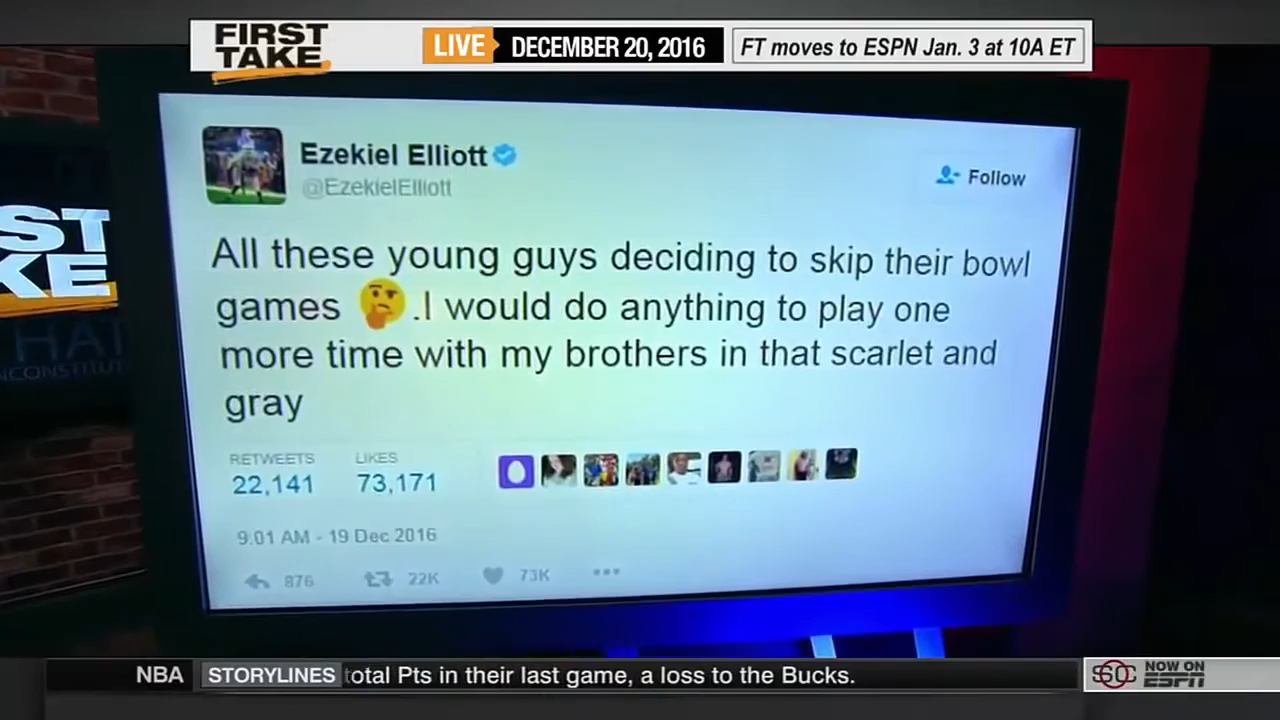 FIRST TAKE
LIVE
DECEMBER 20, 2016
FT moves to ESPN Jan. 3 at 10A ET
ST
KE
HAT
Ezekiel Elliott
@EzekielElliott
Follow
All these young guys deciding to skip their bowl
games 🤔.I would do anything to play one
more time with my brothers in that scarlet and
gray
RETWEETS
LIKES
22,141
73,171
9:01 AM - 19 Dec 2016
876
22K
73K
NBA
STORYLINES
total Pts in their last game, a loss to the Bucks.
NOW ON
ESPN